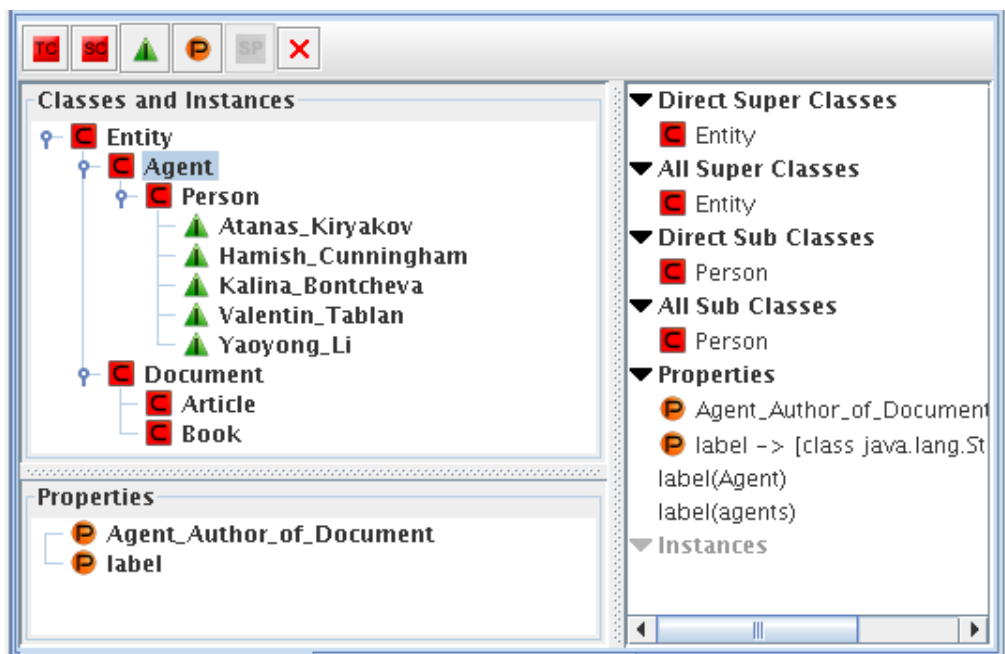 TC SC P SP
Classes and Instances
C Entity
C Agent
C Person
Atanas_Kiryakov
Hamish_Cunningham
Kalina_Bontcheva
Valentin_Tablan
Yaoyong_Li
C Document
C Article
C Book
Properties
P Agent_Author_of_Document
P label
Direct Super Classes
C Entity
All Super Classes
C Entity
Direct Sub Classes
C Person
All Sub Classes
C Person
Properties
P Agent_Author_of_Document
P label -> [class java.lang.St
label(Agent)
label(agents)
Instances